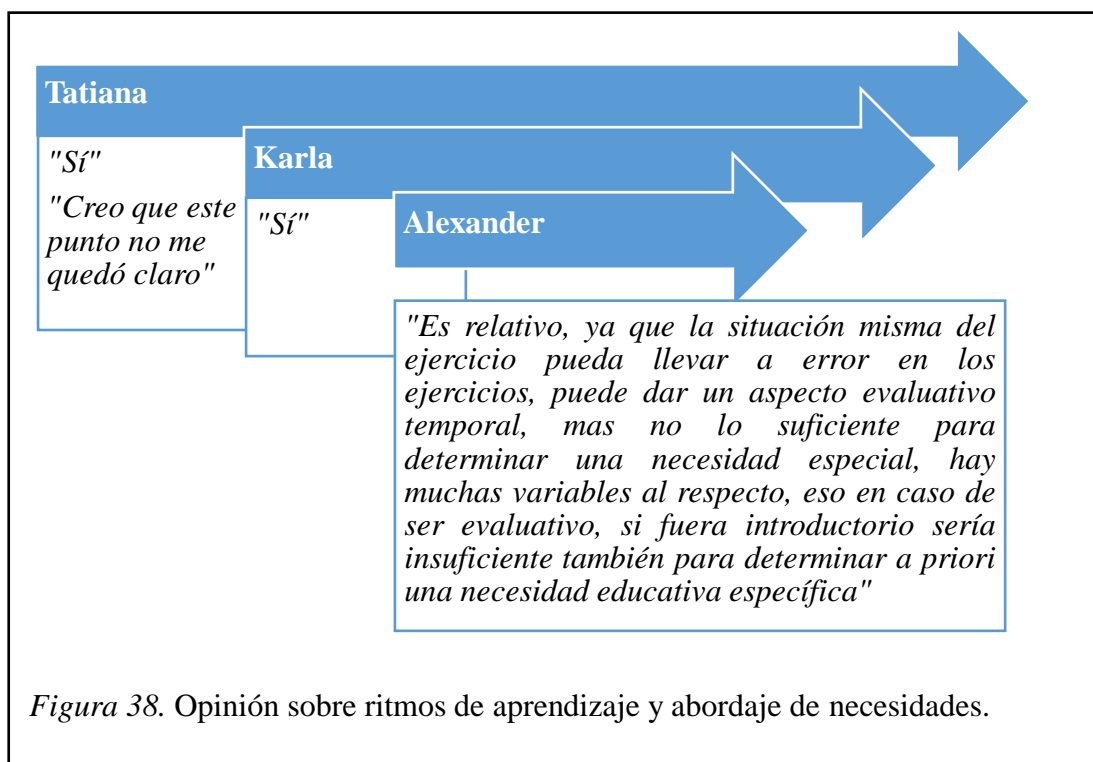 Tatiana
"Sí"
"Creo que este
punto no me
quedó claro"
Karla
"Sí"
Alexander
"Es relativo, ya que la situación misma del
ejercicio pueda llevar a error en los
ejercicios, puede dar un aspecto evaluativo
temporal, mas no lo suficiente para
determinar una necesidad especial, hay
muchas variables al respecto, eso en caso de
ser evaluativo, si fuera introductorio sería
insuficiente también para determinar a priori
una necesidad educativa específica"
Figura 38. Opinión sobre ritmos de aprendizaje y abordaje de necesidades.